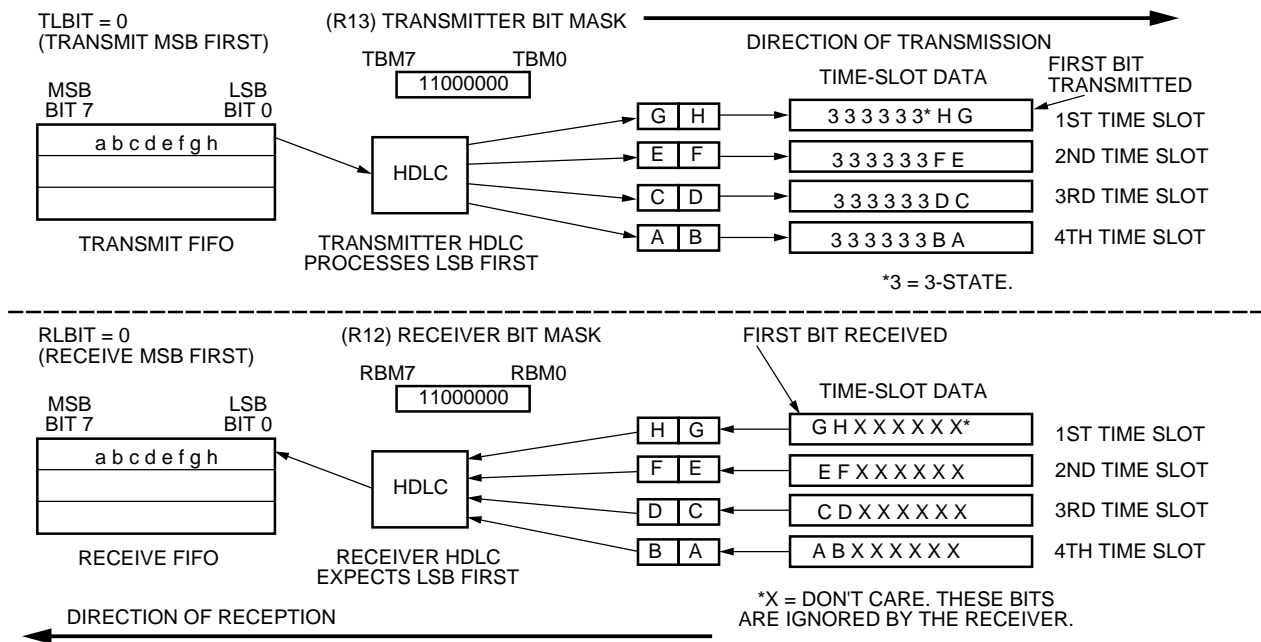 TLBIT = 0
(TRANSMIT MSB FIRST)
(R13) TRANSMITTER BIT MASK
DIRECTION OF TRANSMISSION
TBM7 TBM0
11000000
TIME-SLOT DATA
FIRST BIT
TRANSMITTED
MSB
BIT 7
LSB
BIT 0
a b c d e f g h
HDLC
G H
3 3 3 3 3 3* H G
1ST TIME SLOT
E F
3 3 3 3 3 3 F E
2ND TIME SLOT
C D
3 3 3 3 3 3 D C
3RD TIME SLOT
A B
3 3 3 3 3 3 B A
4TH TIME SLOT
TRANSMIT FIFO
TRANSMITTER HDLC
PROCESSES LSB FIRST
*3 = 3-STATE.
RLBIT = 0
(RECEIVE MSB FIRST)
(R12) RECEIVER BIT MASK
FIRST BIT RECEIVED
RBM7 RBM0
11000000
TIME-SLOT DATA
MSB
BIT 7
LSB
BIT 0
a b c d e f g h
HDLC
H G
G H X X X X X X*
1ST TIME SLOT
F E
E F X X X X X X
2ND TIME SLOT
D C
C D X X X X X X
3RD TIME SLOT
B A
A B X X X X X X
4TH TIME SLOT
RECEIVE FIFO
RECEIVER HDLC
EXPECTS LSB FIRST
*X = DON'T CARE. THESE BITS
ARE IGNORED BY THE RECEIVER.
DIRECTION OF RECEPTION